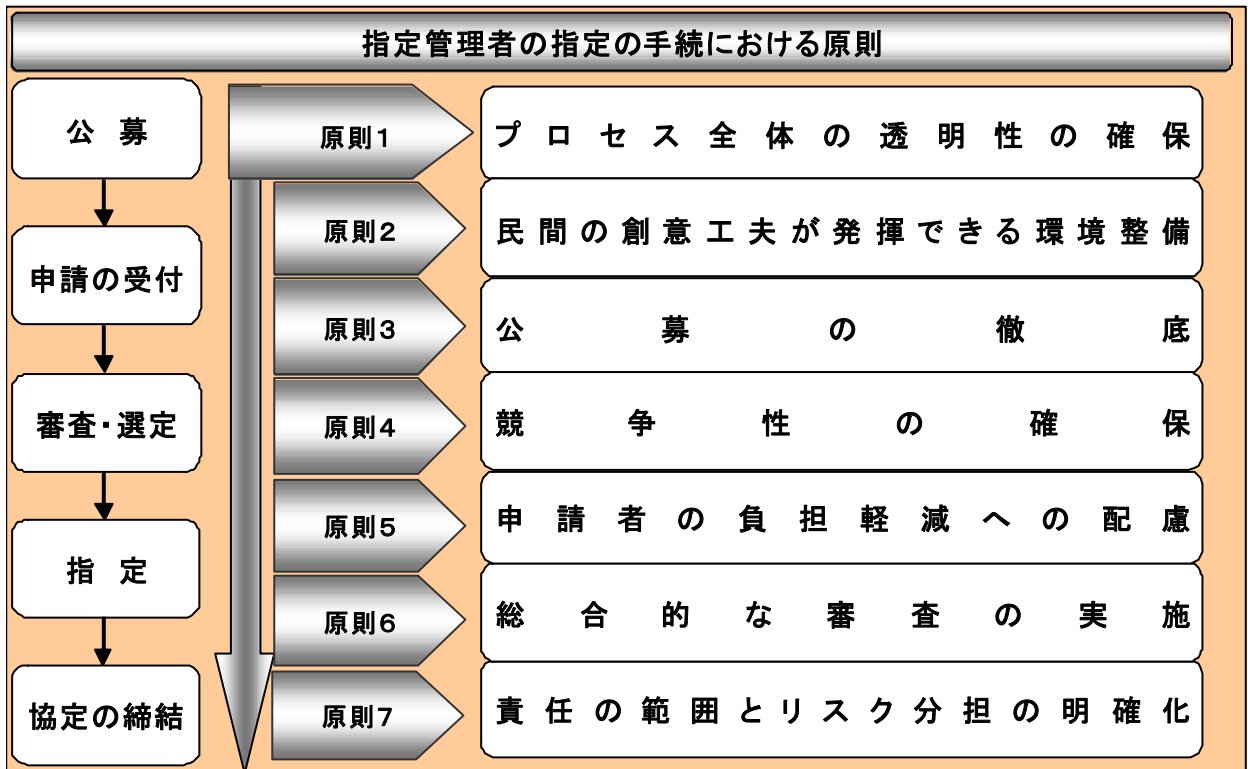 指定管理者の指定の手続における原則
公募
申請の受付
審査・選定
指定
協定の締結
原則1
プロセス全体の透明性の確保
原則2
民間の創意工夫が発揮できる環境整備
原則3
公募の徹底
原則4
競争性の確保
原則5
申請者の負担軽減への配慮
原則6
総合的な審査の実施
原則7
責任の範囲とリスク分担の明確化